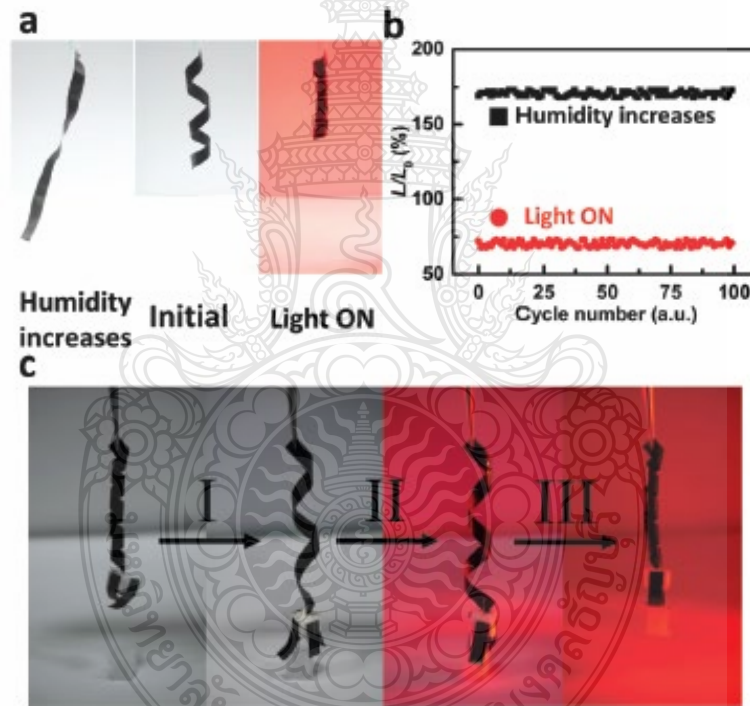 a
Humidity
increases
Initial
Light ON
b
200
150
100
50
L/L₀ (%)
Humidity increases
Light ON
0
25
50
75
100
Cycle number (a.u.)
c
I
II
III